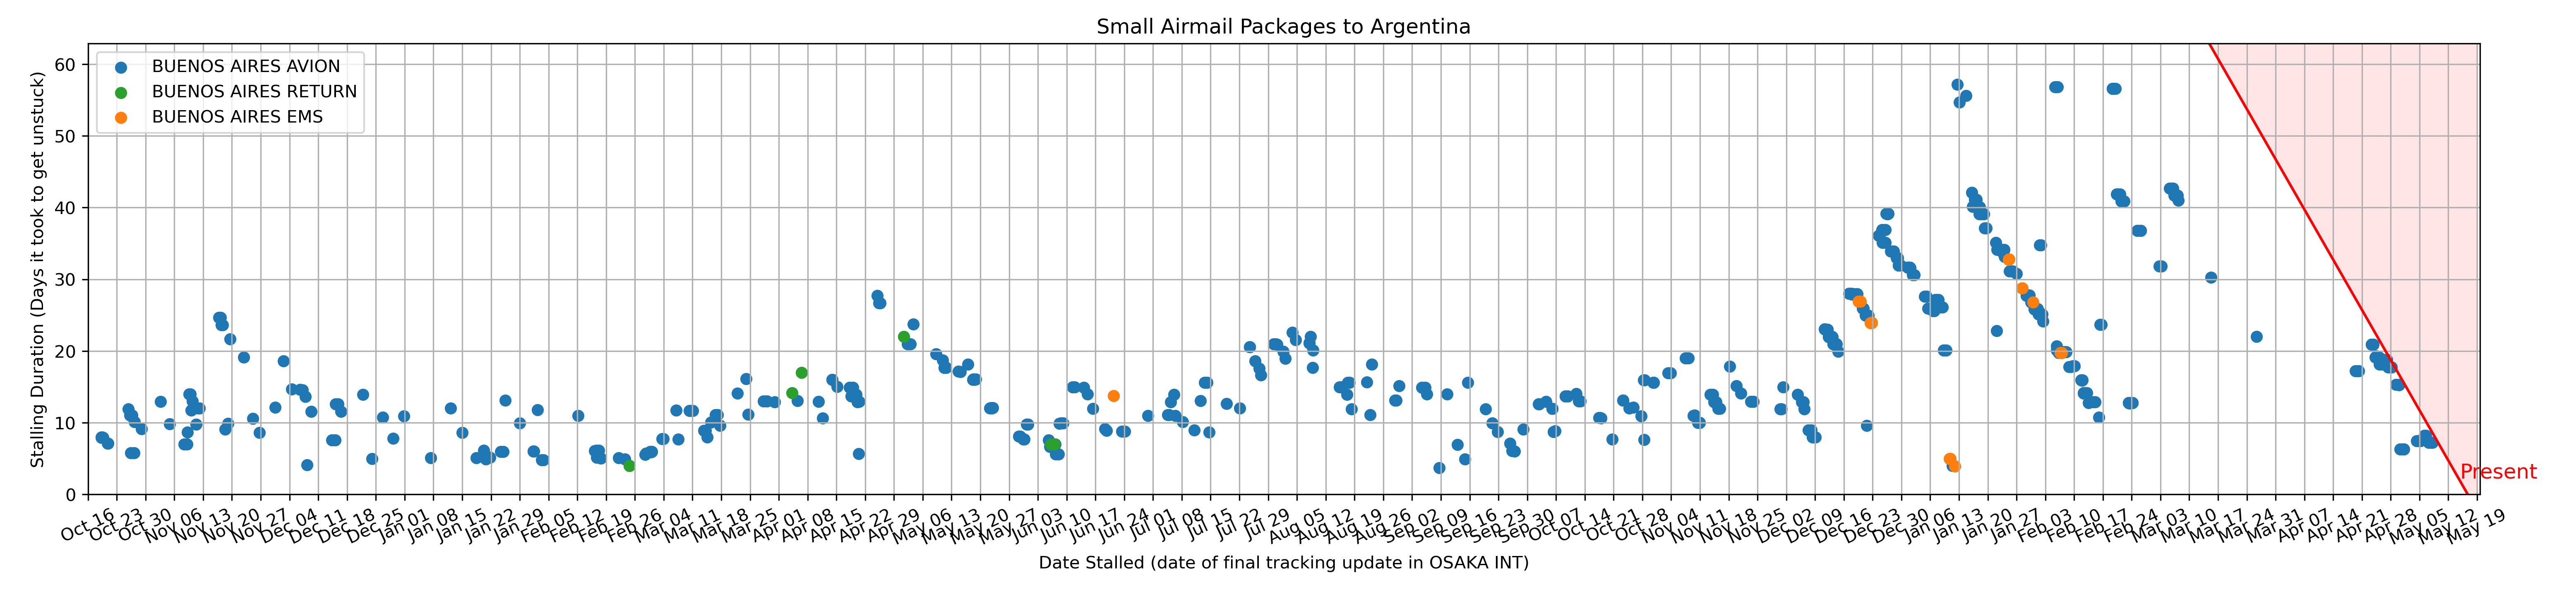 Small Airmail Packages to Argentina
BUENOS AIRES AVION
BUENOS AIRES RETURN
BUENOS AIRES EMS
Stalling Duration (Days it took to get unstuck)
60
50
40
30
20
10
0
Present
Oct 16 Oct 23 Oct 30 Nov 06 Nov 13 Nov 20 Nov 27 Dec 04 Dec 11 Dec 18 Dec 25 Jan 01 Jan 08 Jan 15 Jan 22 Jan 29 Feb 05 Feb 12 Feb 19 Feb 26 Mar 04 Mar 11 Mar 18 Mar 25 Apr 01 Apr 08 Apr 15 Apr 22 Apr 29 May 06 May 13 May 20 May 27 Jun 03 Jun 10 Jun 17 Jun 24 Jul 01 Jul 08 Jul 15 Jul 22 Jul 29 Aug 05 Aug 12 Aug 19 Aug 26 Sep 02 Sep 09 Sep 16 Sep 23 Sep 30 Oct 07 Oct 14 Oct 21 Oct 28 Nov 04 Nov 11 Nov 18 Nov 25 Dec 02 Dec 09 Dec 16 Dec 23 Dec 30 Jan 06 Jan 13 Jan 20 Jan 27 Feb 03 Feb 10 Feb 17 Feb 24 Mar 03 Mar 10 Mar 17 Mar 24 Mar 31 Apr 07 Apr 14 Apr 21 Apr 28 May 05 May 12 May 19
Date Stalled (date of final tracking update in OSAKA INT)